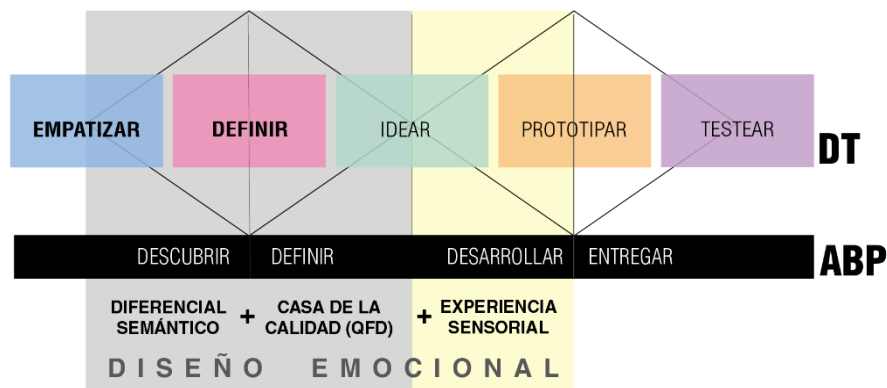 EMPATIZAR
DEFINIR
IDEAR
PROTOTIPAR
TESTEAR
DT
DESCUBRIR
DEFINIR
DESARROLLAR
ENTREGAR
ABP
DIFERENCIAL
SEMÁNTICO
+
CASA DE LA
CALIDAD (QFD)
+
EXPERIENCIA
SENSORIAL
DISEÑO EMOCIONAL